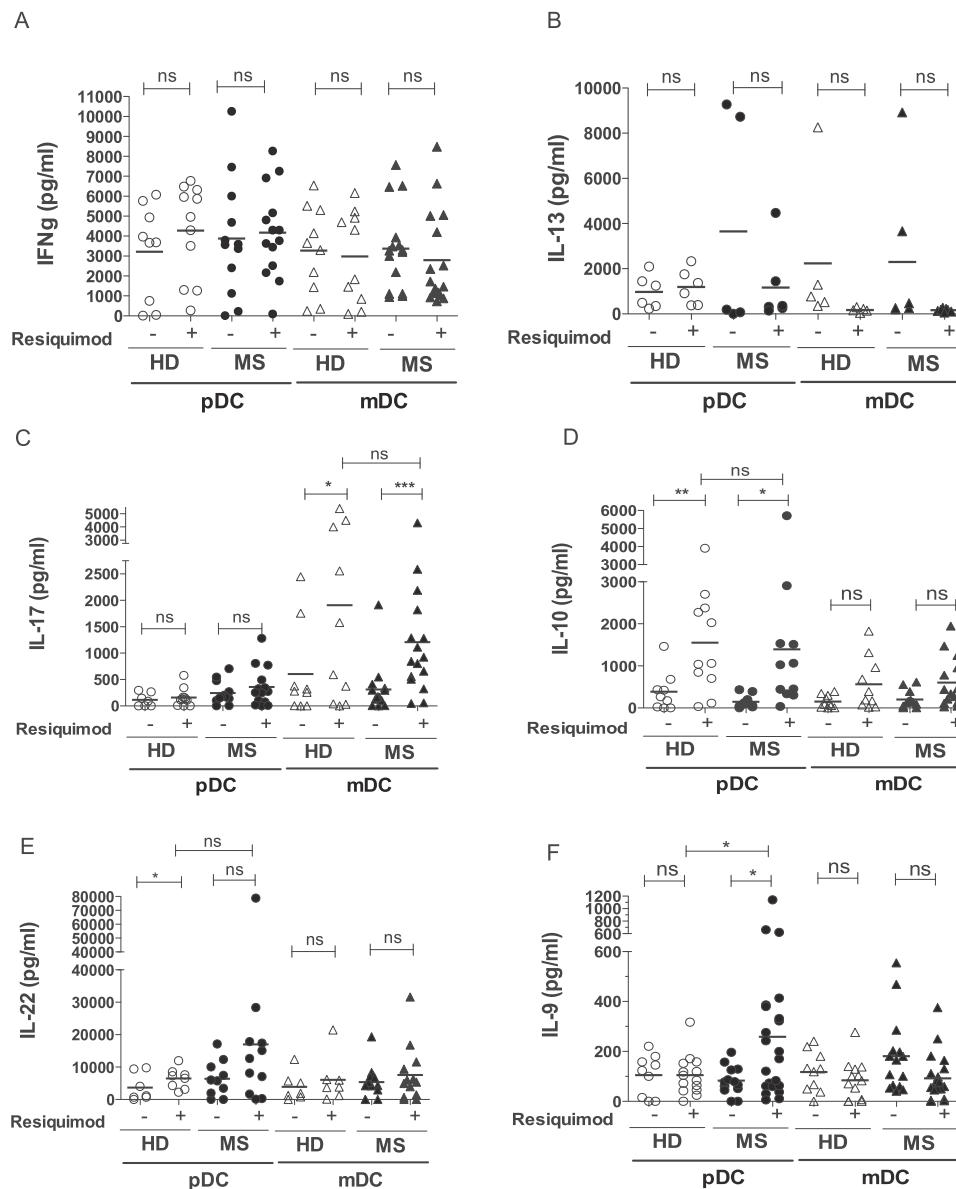 A
ns ns ns ns
11000
10000
9000
8000
7000
6000
5000
4000
3000
2000
1000
0
IFNg (pg/ml)
- + - + - + - +
Resiquimod
HD MS HD MS
pDC mDC
B
ns ns ns ns
10000
8000
6000
4000
2000
0
IL-13 (pg/ml)
- + - + - + - +
Resiquimod
HD MS HD MS
pDC mDC
C
ns
* ***
ns ns
5000
4000
3000
2500
2000
1500
1000
500
0
IL-17 (pg/ml)
- + - + - + - +
Resiquimod
HD MS HD MS
pDC mDC
D
ns
** *
ns ns
6000
5000
4000
3000
2000
1000
0
IL-10 (pg/ml)
- + - + - + - +
Resiquimod
HD MS HD MS
pDC mDC
E
ns
* ns
ns ns
80000
70000
60000
50000
40000
40000
30000
20000
10000
0
IL-22 (pg/ml)
- + - + - + - +
Resiquimod
HD MS HD MS
pDC mDC
F
*
ns * ns ns
1200
1000
800
600
600
400
200
0
IL-9 (pg/ml)
- + - + - + - +
Resiquimod
HD MS HD MS
pDC mDC